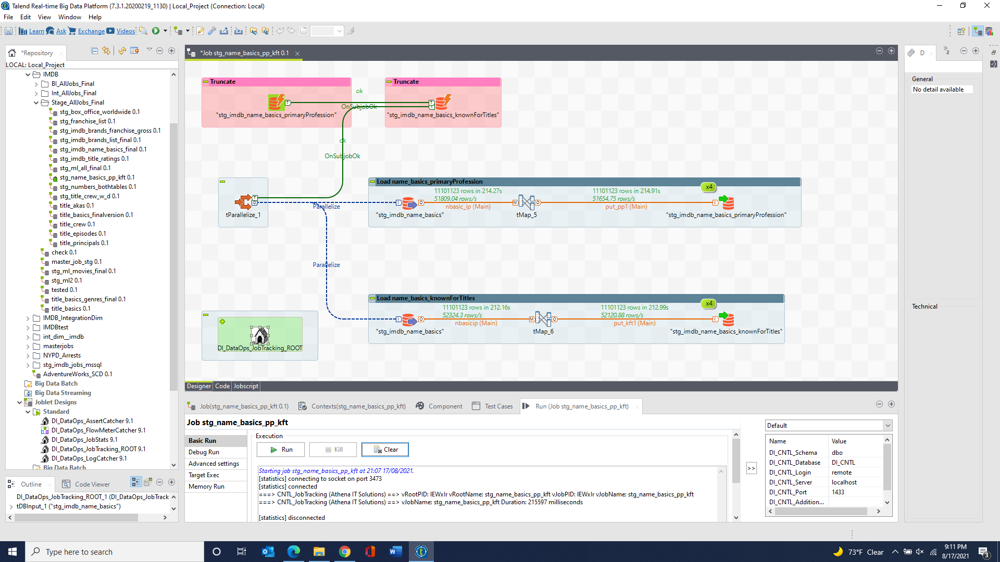 Talend Real-time Big Data Platform (7.3.1.20200219_1130) | Local_Project (Connection: Local)
File Edit View Window Help
Learn Ask Exchange Videos
*Repository
LOCAL: Local_Project
IMDB
BI_AllJobs_Final
Int_AllJobs_Final
Stage_AllJobs_Final
stg_box_office_worldwide 0.1
stg_franchise_list 0.1
stg_imdb_brands_franchise_gross 0.1
stg_imdb_brands_list_final 0.1
stg_imdb_name_basics_final 0.1
stg_imdb_title_ratings 0.1
stg_ml_all_final 0.1
stg_name_basics_pp_kft 0.1
stg_numbers_bothtables 0.1
stg_title_crew_w_d 0.1
title_akas 0.1
title_basics_finalversion 0.1
title_crew 0.1
title_episodes 0.1
title_principals 0.1
check 0.1
master_job_stg 0.1
stg_ml_movies_final 0.1
stg_ml2 0.1
tested 0.1
title_basics_genres_final 0.1
title_basics 0.1
IMDB_IntegrationDim
IMDBtest
int_dim__imdb
masterjobs
NYPD_Arrests
stg_imdb_jobs_mssql
AdventureWorks_SCD 0.1
Big Data Batch
Big Data Streaming
Joblet Designs
Standard
DI_DataOps_AssertCatcher 9.1
DI_DataOps_FlowMeterCatcher 9.1
DI_DataOps_JobStats 9.1
DI_DataOps_JobTracking_ROOT 9.1
DI_DataOps_LogCatcher 9.1
Big Data Batch
Outline
Code Viewer
DI_DataOps_JobTracking_ROOT_1 (DI_DataOps_JobTrack
tDBInput_1 ("stg_imdb_name_basics")
*Job stg_name_basics_pp_kft 0.1
Truncate
"stg_imdb_name_basics_primaryProfession"
ok
OnSubjobOk
Truncate
"stg_imdb_name_basics_knownForTitles"
ok
OnSubjobOk
tParallelize_1
Parallelize
Parallelize
Load name_basics_primaryProfession
11101123 rows in 214.27s
51809.04 rows/s
nbasic_ip (Main)
11101123 rows in 214.91s
51654.75 rows/s
put_pp1 (Main)
x4
"stg_imdb_name_basics"
tMap_5
"stg_imdb_name_basics_primaryProfession"
Load name_basics_knownForTitles
11101123 rows in 212.16s
52324.3 rows/s
nbasicip (Main)
11101123 rows in 212.99s
52120.88 rows/s
put_kft1 (Main)
x4
"stg_imdb_name_basics"
tMap_6
"stg_imdb_name_basics_knownForTitles"
DI_DataOps_JobTracking_ROOT
Designer Code Jobscript
Job(stg_name_basics_pp_kft 0.1) Contexts(stg_name_basics_pp_kft) Component Test Cases Run (Job stg_name_basics_pp_kft)
Job stg_name_basics_pp_kft
Basic Run
Debug Run
Advanced settings
Target Exec
Memory Run
Execution
Run Kill Clear
Starting job stg_name_basics_pp_kft at 21:07 17/08/2021.
[statistics] connecting to socket on port 3473
[statistics] connected
===> CNTL_JobTracking (Athena IT Solutions) ==> vRootPID: IEWxIr vRootName: stg_name_basics_pp_kft vJobPID: IEWxIr vJobName: stg_name_basics_pp_kft
===> CNTL_JobTracking (Athena IT Solutions) ==> vJobName: stg_name_basics_pp_kft Duration: 215597 milliseconds
[statistics] disconnected
>>
Default
Name Value
DI_CNTL_Schema dbo
DI_CNTL_Database DI_CNTL
DI_CNTL_Login remote
DI_CNTL_Server localhost
DI_CNTL_Port 1433
DI_CNTL_Addition...
D
2
General
No detail available
Technical
Type here to search
73°F Clear
9:11 PM
8/17/2021
3